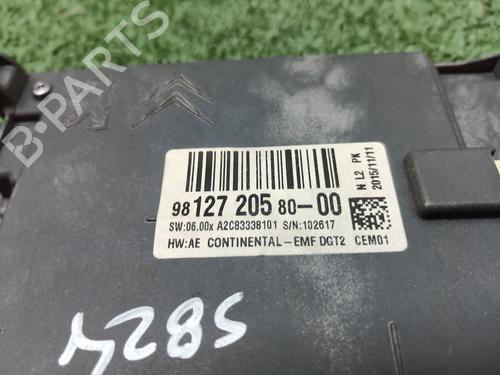 B-PARTS
98 127 205 80-00
SW:06.00x A2C83338101 S/N:102617
HW:AE CONTINENTAL-EMF DGT2 CEM01
N L2 PK
2015/11/11